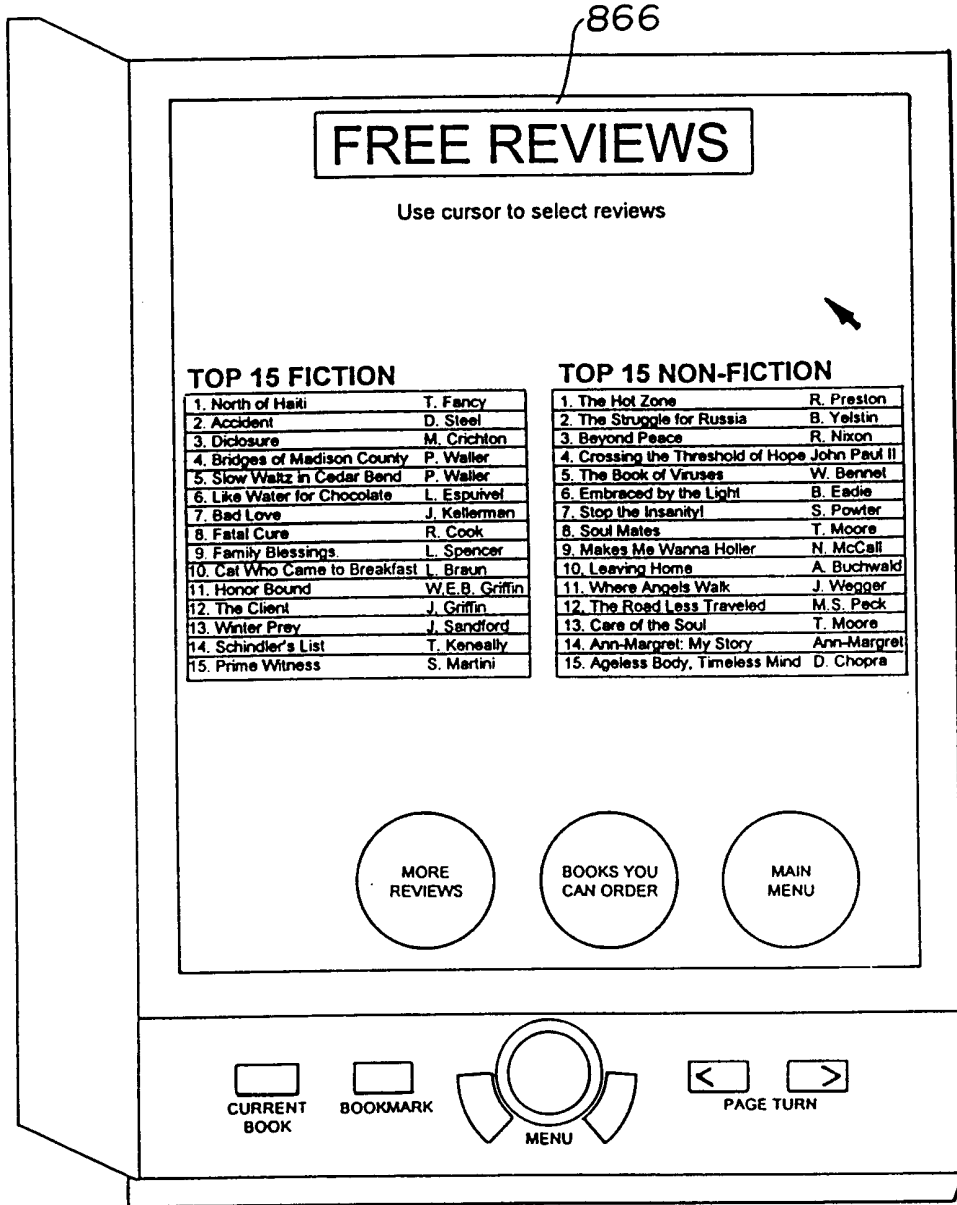 866
FREE REVIEWS
Use cursor to select reviews
TOP 15 FICTION
1. North of Haiti T. Fancy
2. Accident D. Steel
3. Diclosure M. Crichton
4. Bridges of Madison County P. Waller
5. Slow Waltz in Cedar Bend P. Waller
6. Like Water for Chocolate L. Espuivel
7. Bad Love J. Kellerman
8. Fatal Cure R. Cook
9. Family Blessings. L. Spencer
10. Cat Who Came to Breakfast L. Braun
11. Honor Bound W.E.B. Griffin
12. The Client J. Griffin
13. Winter Prey J. Sandford
14. Schindler's List T. Keneally
15. Prime Witness S. Martini
TOP 15 NON-FICTION
1. The Hot Zone R. Preston
2. The Struggle for Russia B. Yelstin
3. Beyond Peace R. Nixon
4. Crossing the Threshold of Hope John Paul II
5. The Book of Viruses W. Bennet
6. Embraced by the Light B. Eadie
7. Stop the Insanity! S. Powter
8. Soul Mates T. Moore
9. Makes Me Wanna Holler N. McCall
10. Leaving Home A. Buchwald
11. Where Angels Walk J. Wegger
12. The Road Less Traveled M.S. Peck
13. Care of the Soul T. Moore
14. Ann-Margret: My Story Ann-Margret
15. Ageless Body, Timeless Mind D. Chopra
MORE
REVIEWS
BOOKS YOU
CAN ORDER
MAIN
MENU
< >
CURRENT
BOOK
BOOKMARK
MENU
PAGE TURN